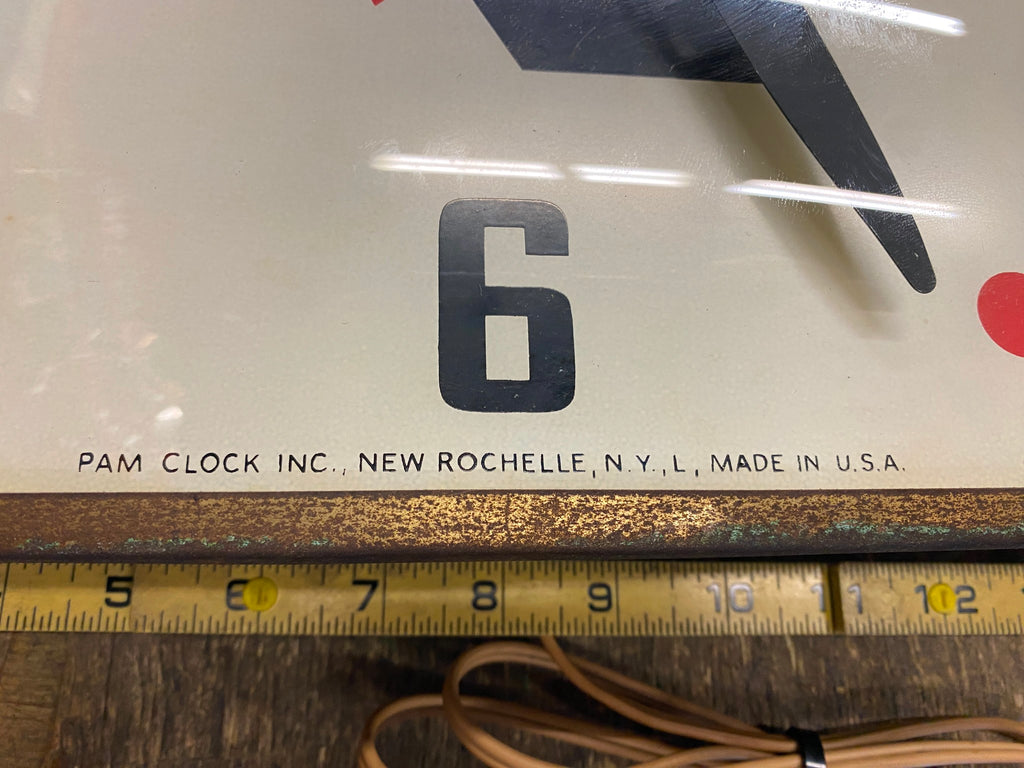 6
PAM CLOCK INC., NEW ROCHELLE, N.Y., L, MADE IN U.S.A.
5 6 7 8 9 10 11 12